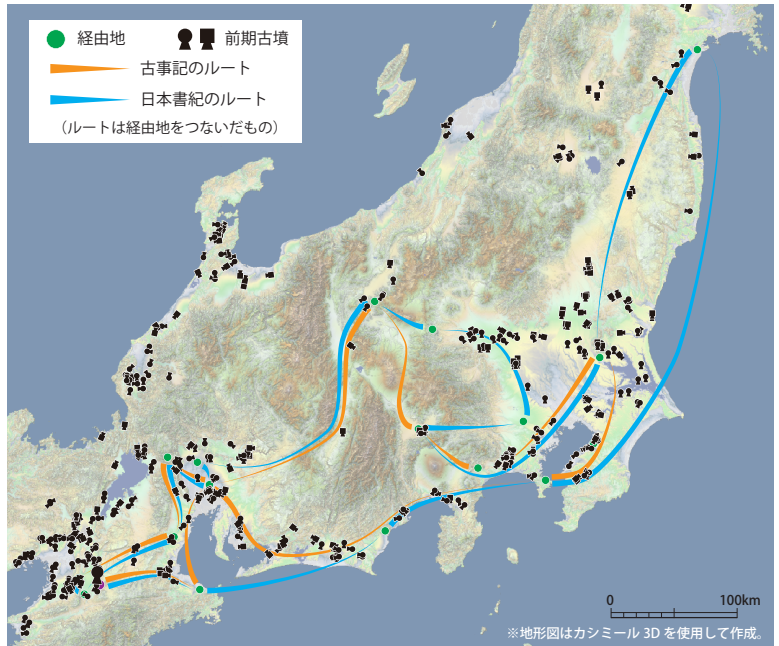 経由地 前期古墳
古事記のルート
日本書紀のルート
（ルートは経由地をつないだもの）
0 100km
※地形図はカシミール 3D を使用して作成。